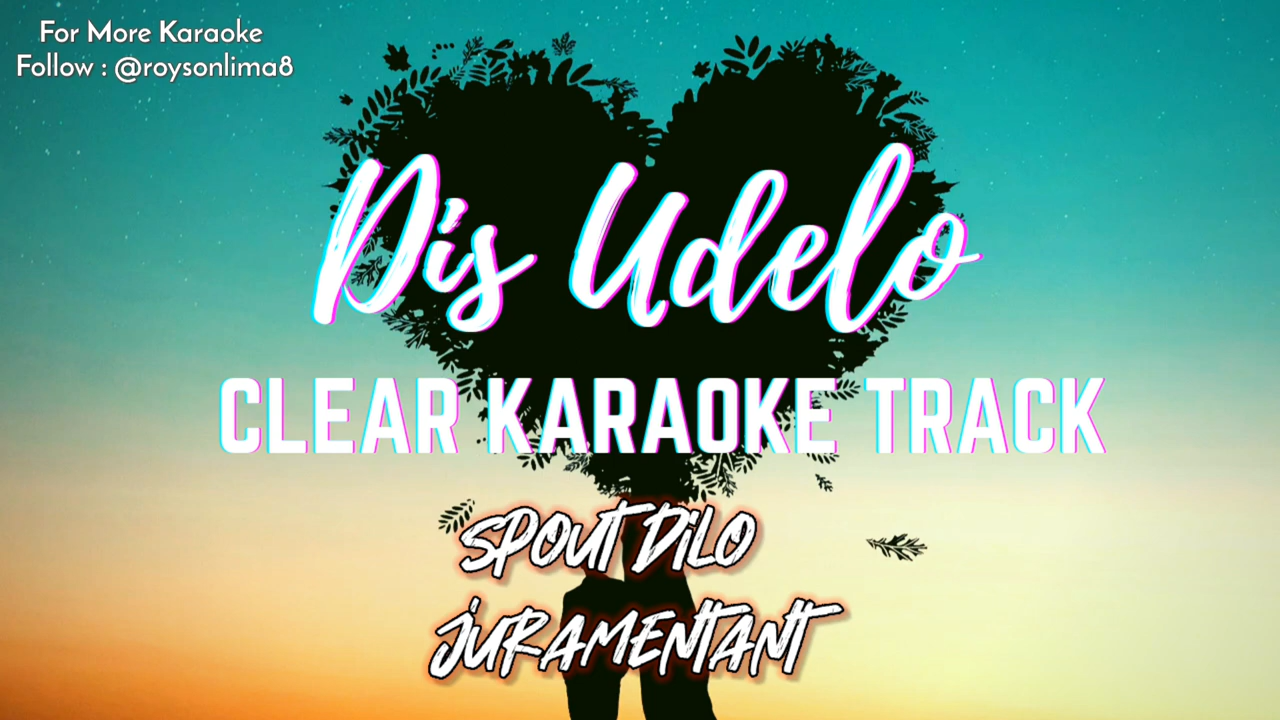 For More Karaoke
Follow : @roysonlima8
Dis Udelo
CLEAR KARAOKE TRACK
SPOUT DiLO
JURAMENTANT